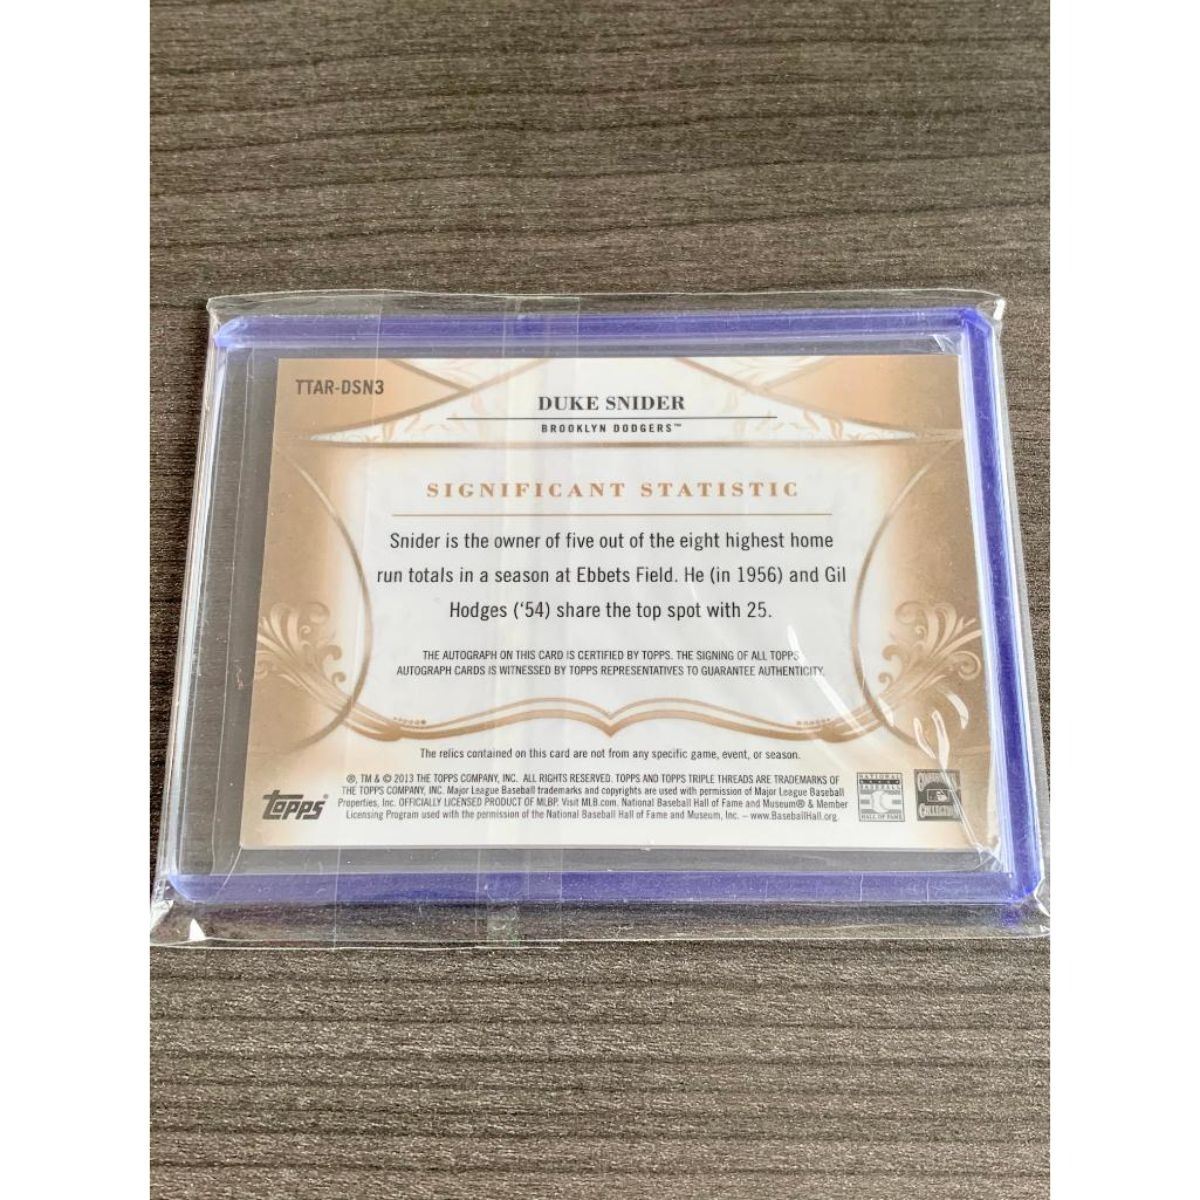 TTAR-DSN3
DUKE SNIDER
BROOKLYN DODGERS™
SIGNIFICANT STATISTIC
Snider is the owner of five out of the eight highest home
run totals in a season at Ebbets Field. He (in 1956) and Gil
Hodges (‘54) share the top spot with 25.
THE AUTOGRAPH ON THIS CARD IS CERTIFIED BY TOPPS. THE SIGNING OF ALL TOPPS
AUTOGRAPH CARDS IS WITNESSED BY TOPPS REPRESENTATIVES TO GUARANTEE AUTHENTICITY.
The relics contained on this card are not from any specific game, event, or season.
®, TM & © 2013 THE TOPPS COMPANY, INC. ALL RIGHTS RESERVED. TOPPS AND TOPPS TRIPLE THREADS ARE TRADEMARKS OF
THE TOPPS COMPANY, INC. Major League Baseball trademarks and copyrights are used with permission of Major League Baseball
Properties, Inc. OFFICIALLY LICENSED PRODUCT OF MLBP. Visit MLB.com. National Baseball Hall of Fame and Museum® & Member
Licensing Program used with the permission of the National Baseball Hall of Fame and Museum, Inc. – www.BaseballHall.org.
Topps
NATIONAL
BASEBALL
HALL OF FAME